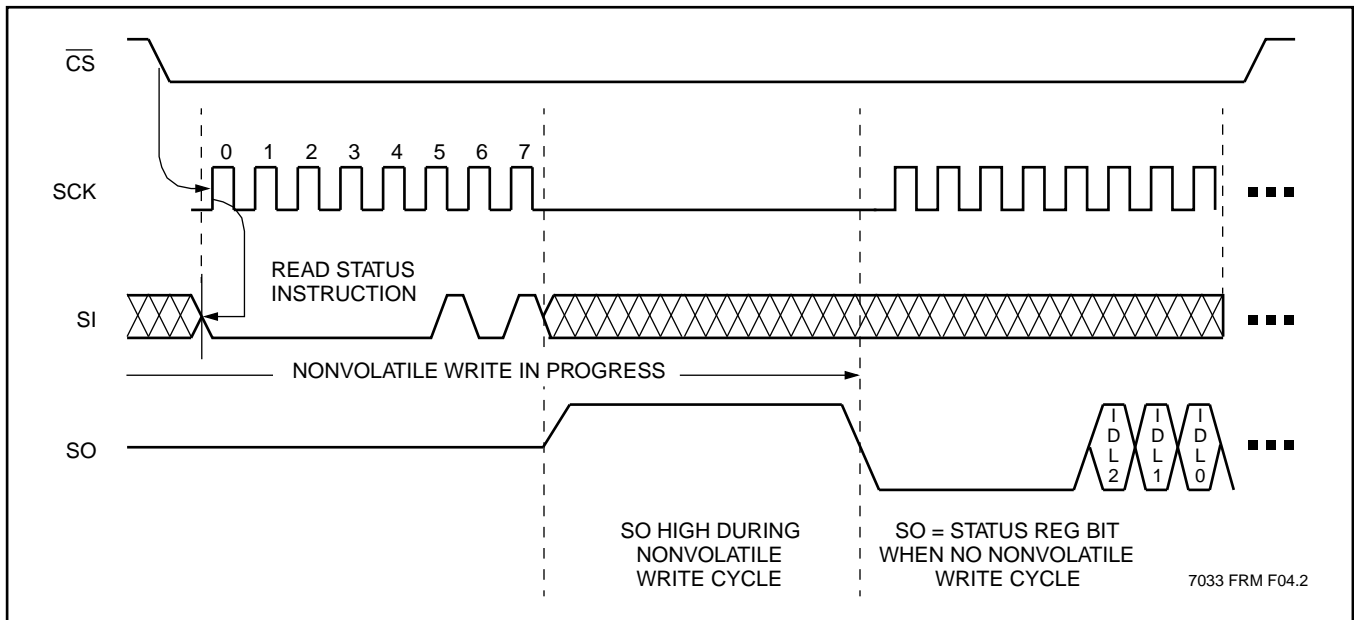 CS
0 1 2 3 4 5 6 7
SCK
READ STATUS
INSTRUCTION
SI
NONVOLATILE WRITE IN PROGRESS
SO
IDL2 IDL1 IDL0
SO HIGH DURING
NONVOLATILE
WRITE CYCLE
SO = STATUS REG BIT
WHEN NO NONVOLATILE
WRITE CYCLE
7033 FRM F04.2